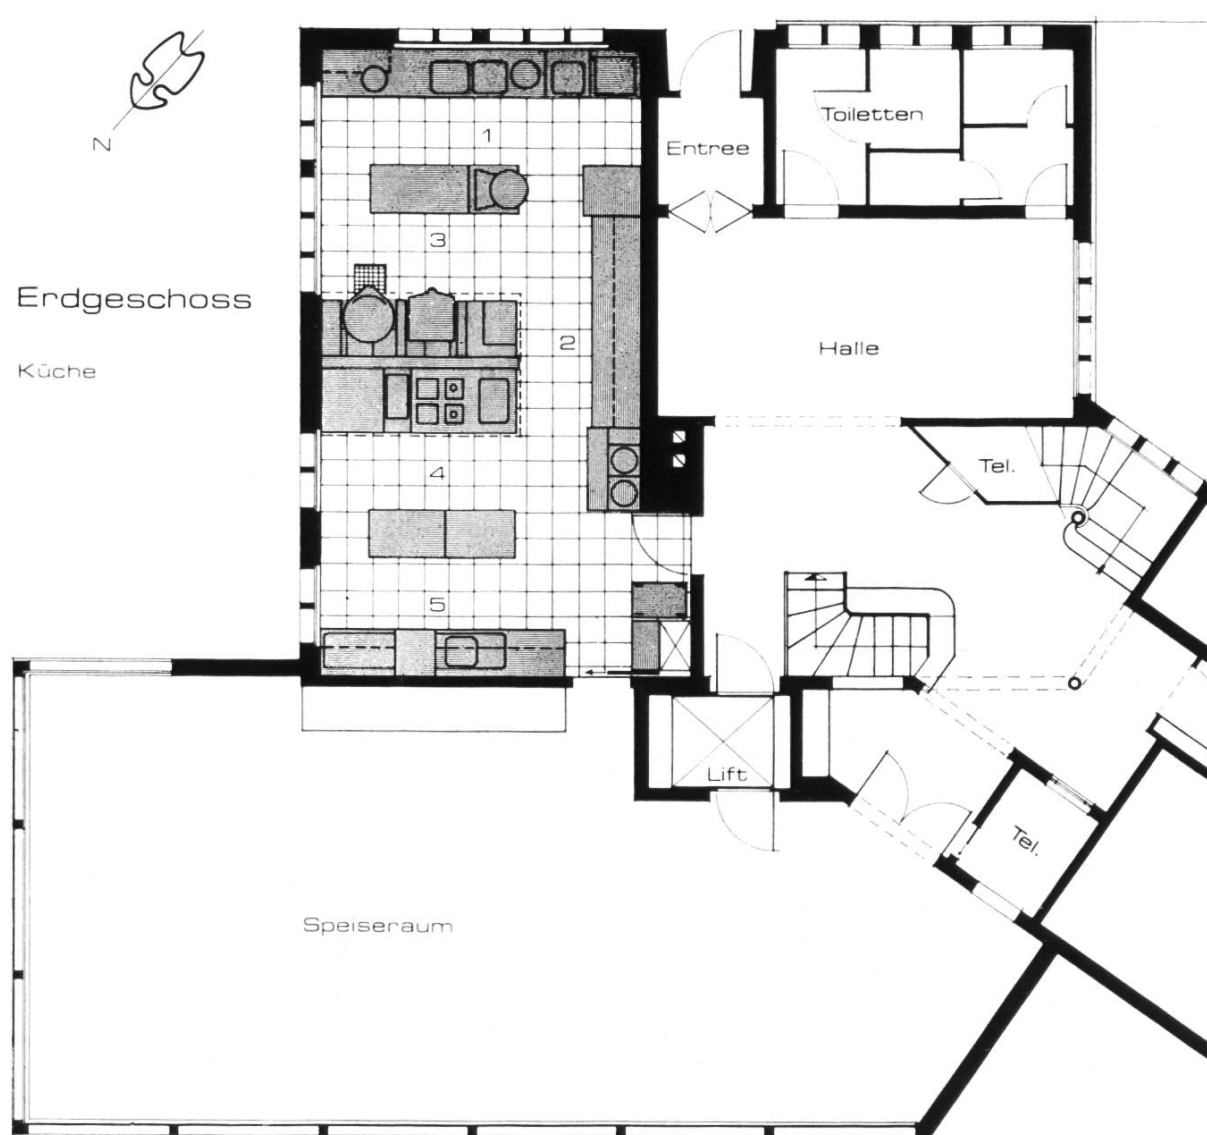 N
Erdgeschoss
Küche
1
2
3
4
5
Entree
Toiletten
Halle
Tel.
Lift
Tel.
Speiseraum